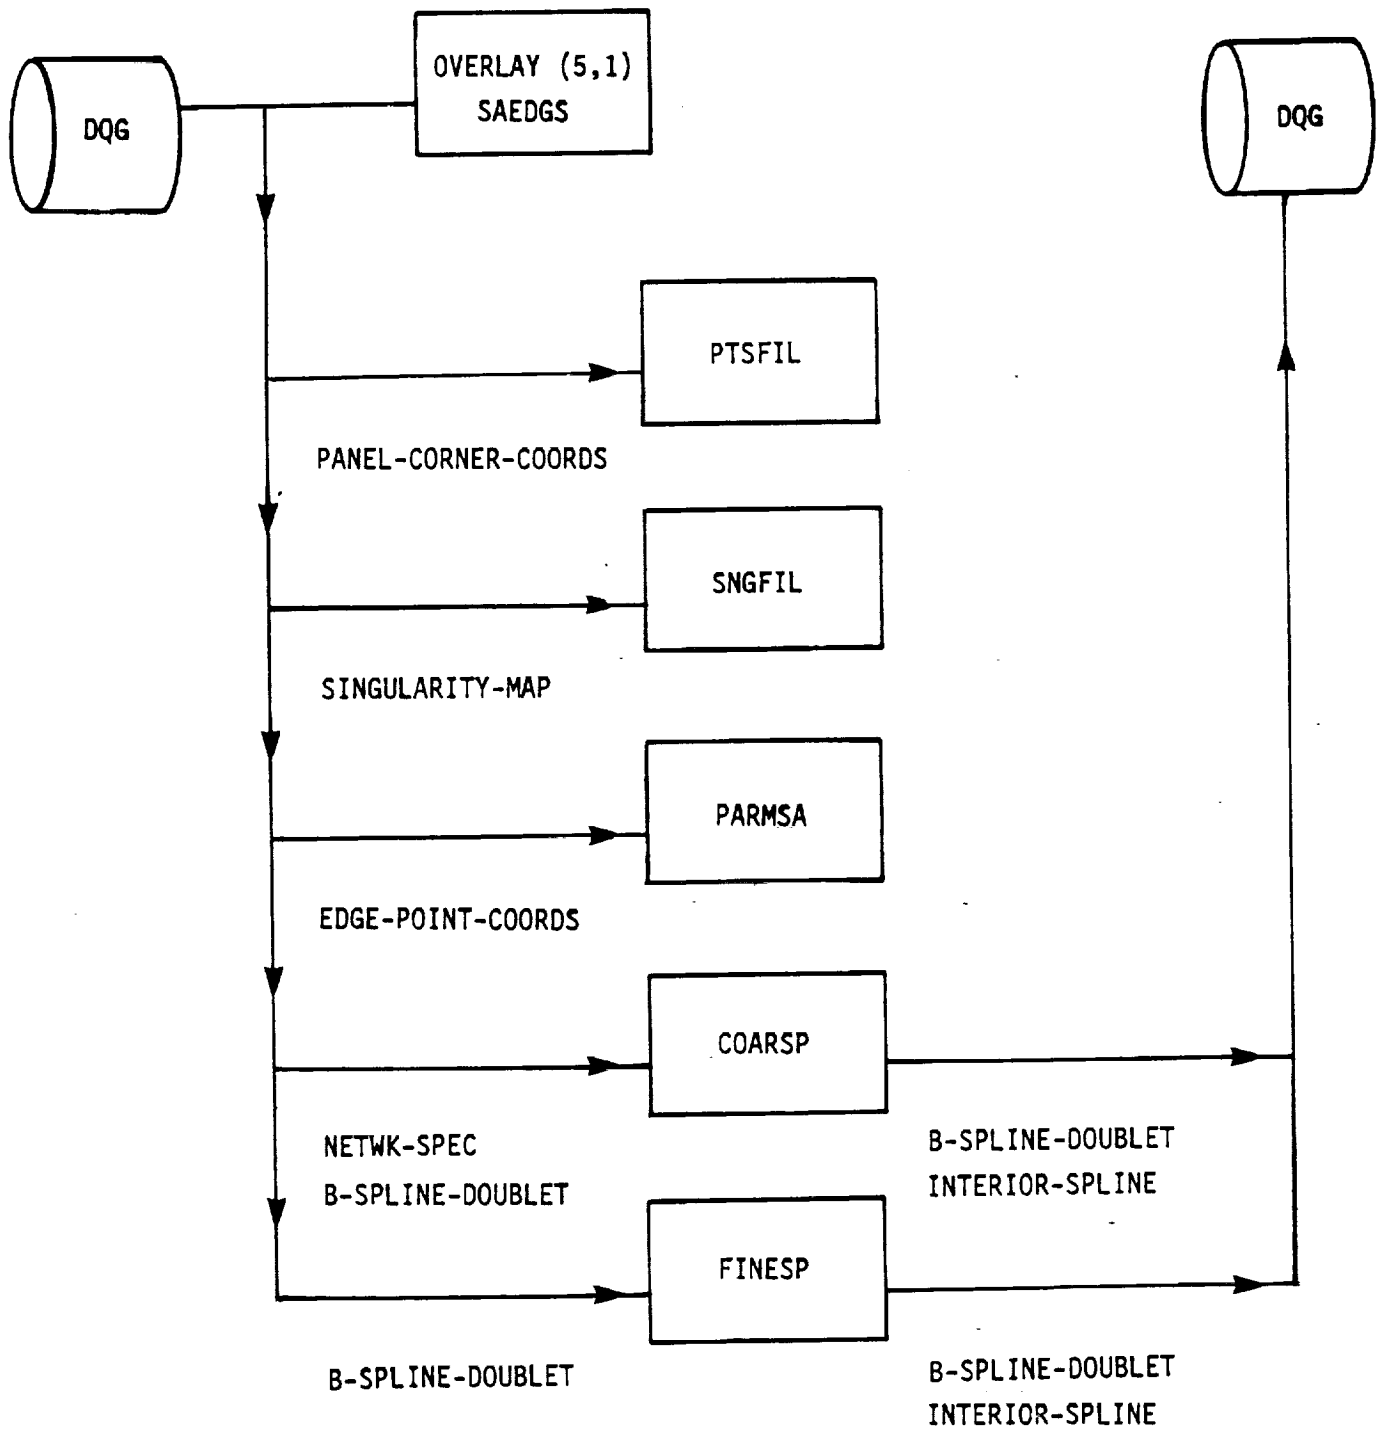 OVERLAY (5,1)
SAEDGS
DQG
DQG
PTSFIL
PANEL-CORNER-COORDS
SNGFIL
SINGULARITY-MAP
PARMSA
EDGE-POINT-COORDS
COARSP
NETWK-SPEC
B-SPLINE-DOUBLET
B-SPLINE-DOUBLET
INTERIOR-SPLINE
FINESP
B-SPLINE-DOUBLET
B-SPLINE-DOUBLET
INTERIOR-SPLINE